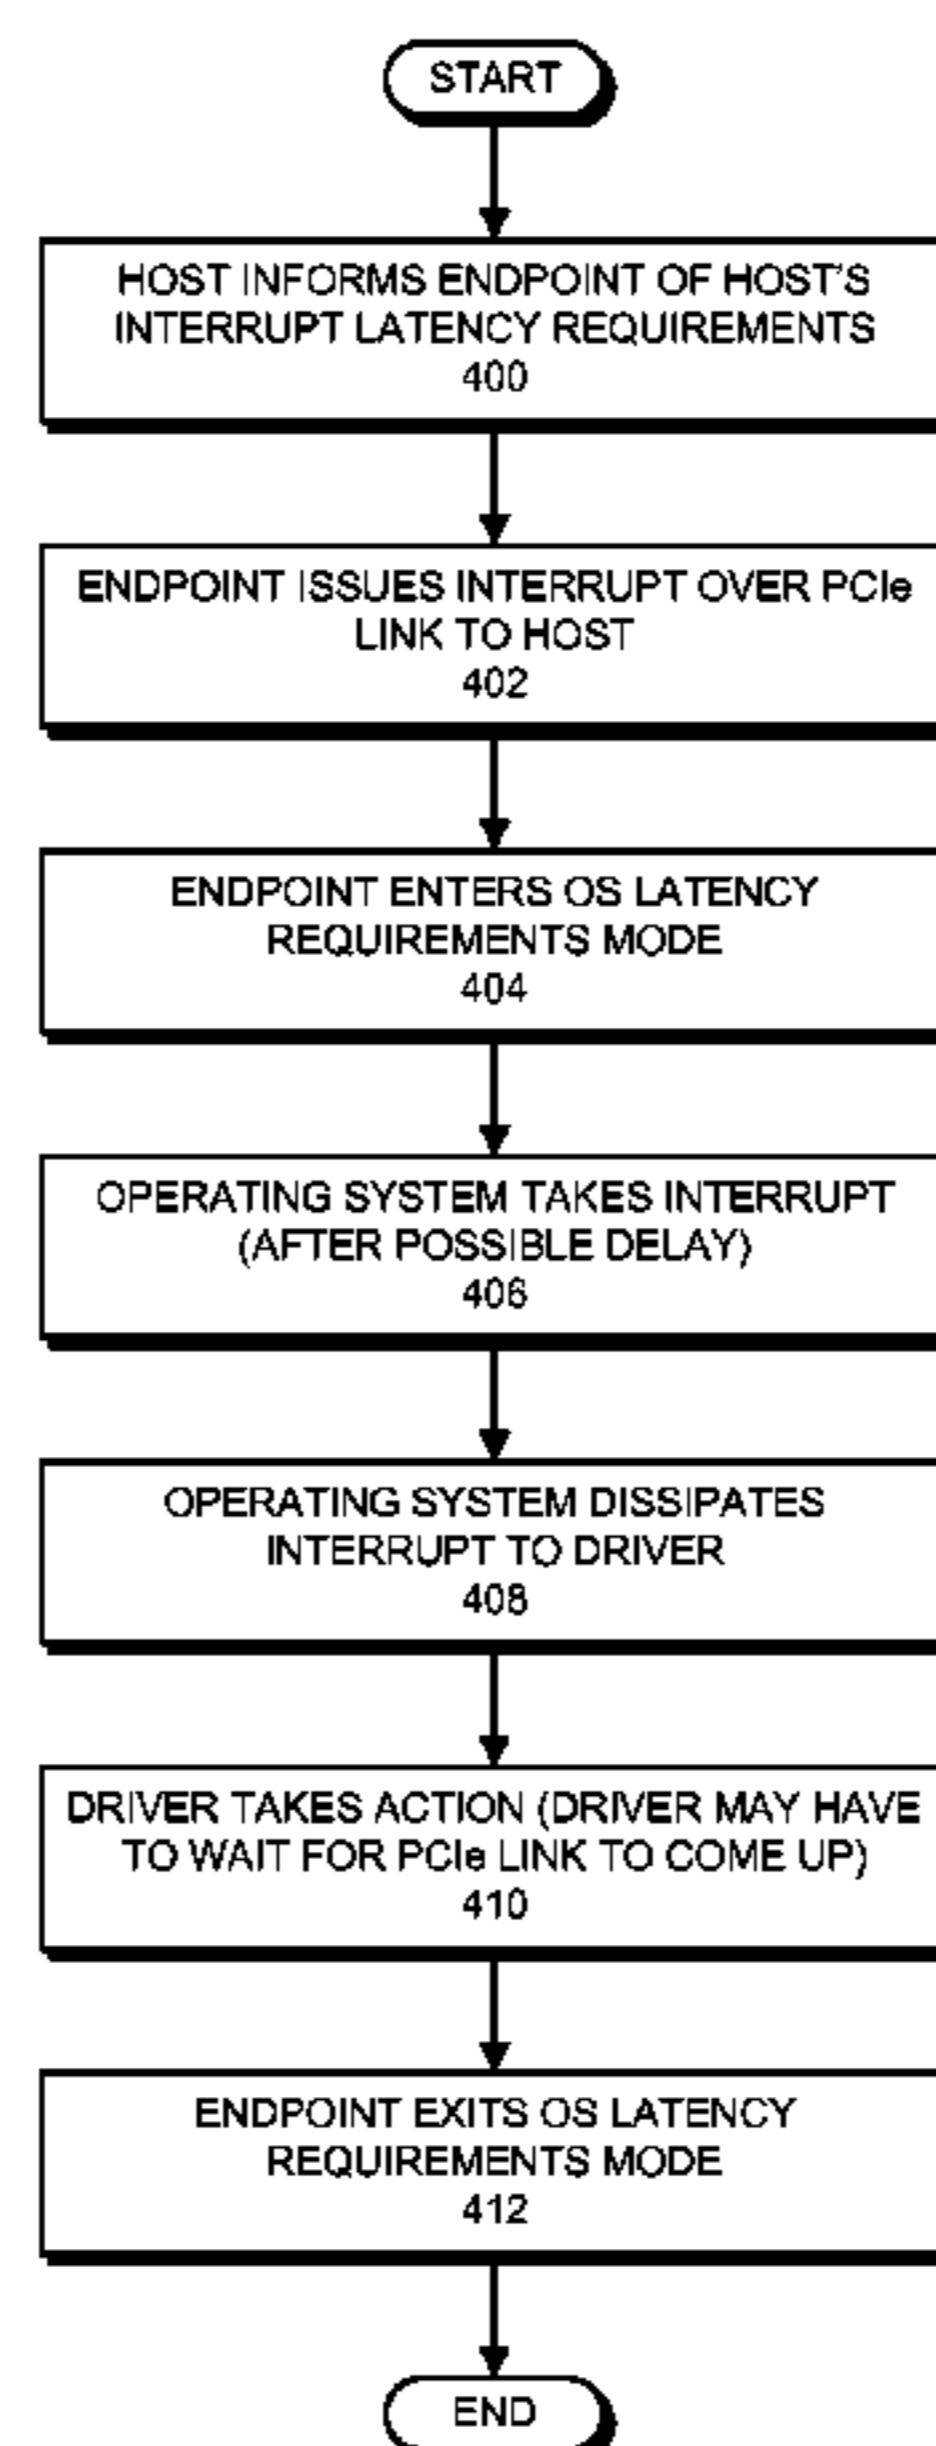 START
HOST INFORMS ENDPOINT OF HOST'S
INTERRUPT LATENCY REQUIREMENTS
400
ENDPOINT ISSUES INTERRUPT OVER PCIe
LINK TO HOST
402
ENDPOINT ENTERS OS LATENCY
REQUIREMENTS MODE
404
OPERATING SYSTEM TAKES INTERRUPT
(AFTER POSSIBLE DELAY)
406
OPERATING SYSTEM DISSIPATES
INTERRUPT TO DRIVER
408
DRIVER TAKES ACTION (DRIVER MAY HAVE
TO WAIT FOR PCIe LINK TO COME UP)
410
ENDPOINT EXITS OS LATENCY
REQUIREMENTS MODE
412
END